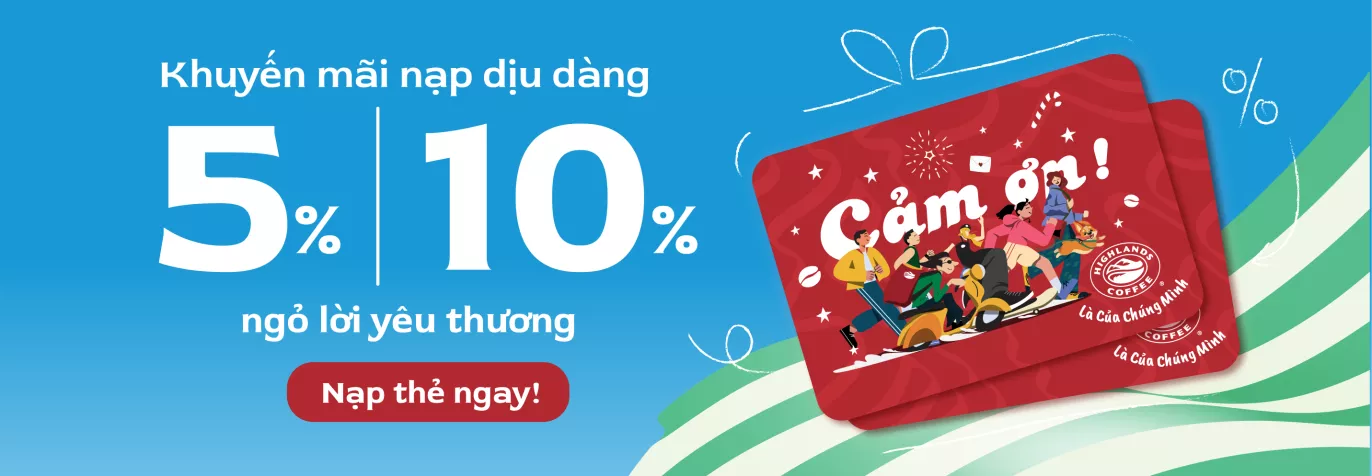 Khuyến mãi nạp dịu dàng
5% | 10%
ngỏ lời yêu thương
Nạp thẻ ngay!
Cảm ơn!
HIGHLANDS
COFFEE
®
Là Của Chúng Mình
COFFEE
®
Là Của Chúng Mình
%